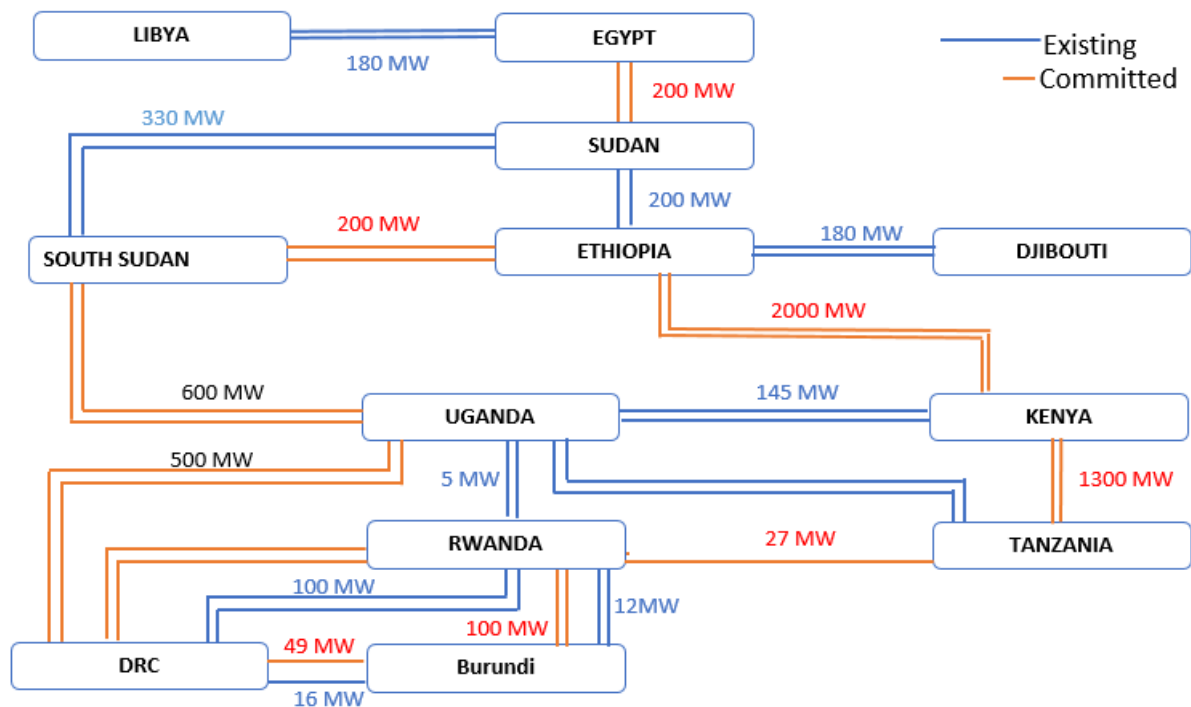 LIBYA
EGYPT
Existing
180 MW
Committed
200 MW
330 MW
SUDAN
200 MW
200 MW
180 MW
SOUTH SUDAN
ETHIOPIA
DJIBOUTI
2000 MW
600 MW
145 MW
UGANDA
KENYA
500 MW
5 MW
1300 MW
RWANDA
27 MW
TANZANIA
100 MW
12MW
100 MW
49 MW
DRC
Burundi
16 MW